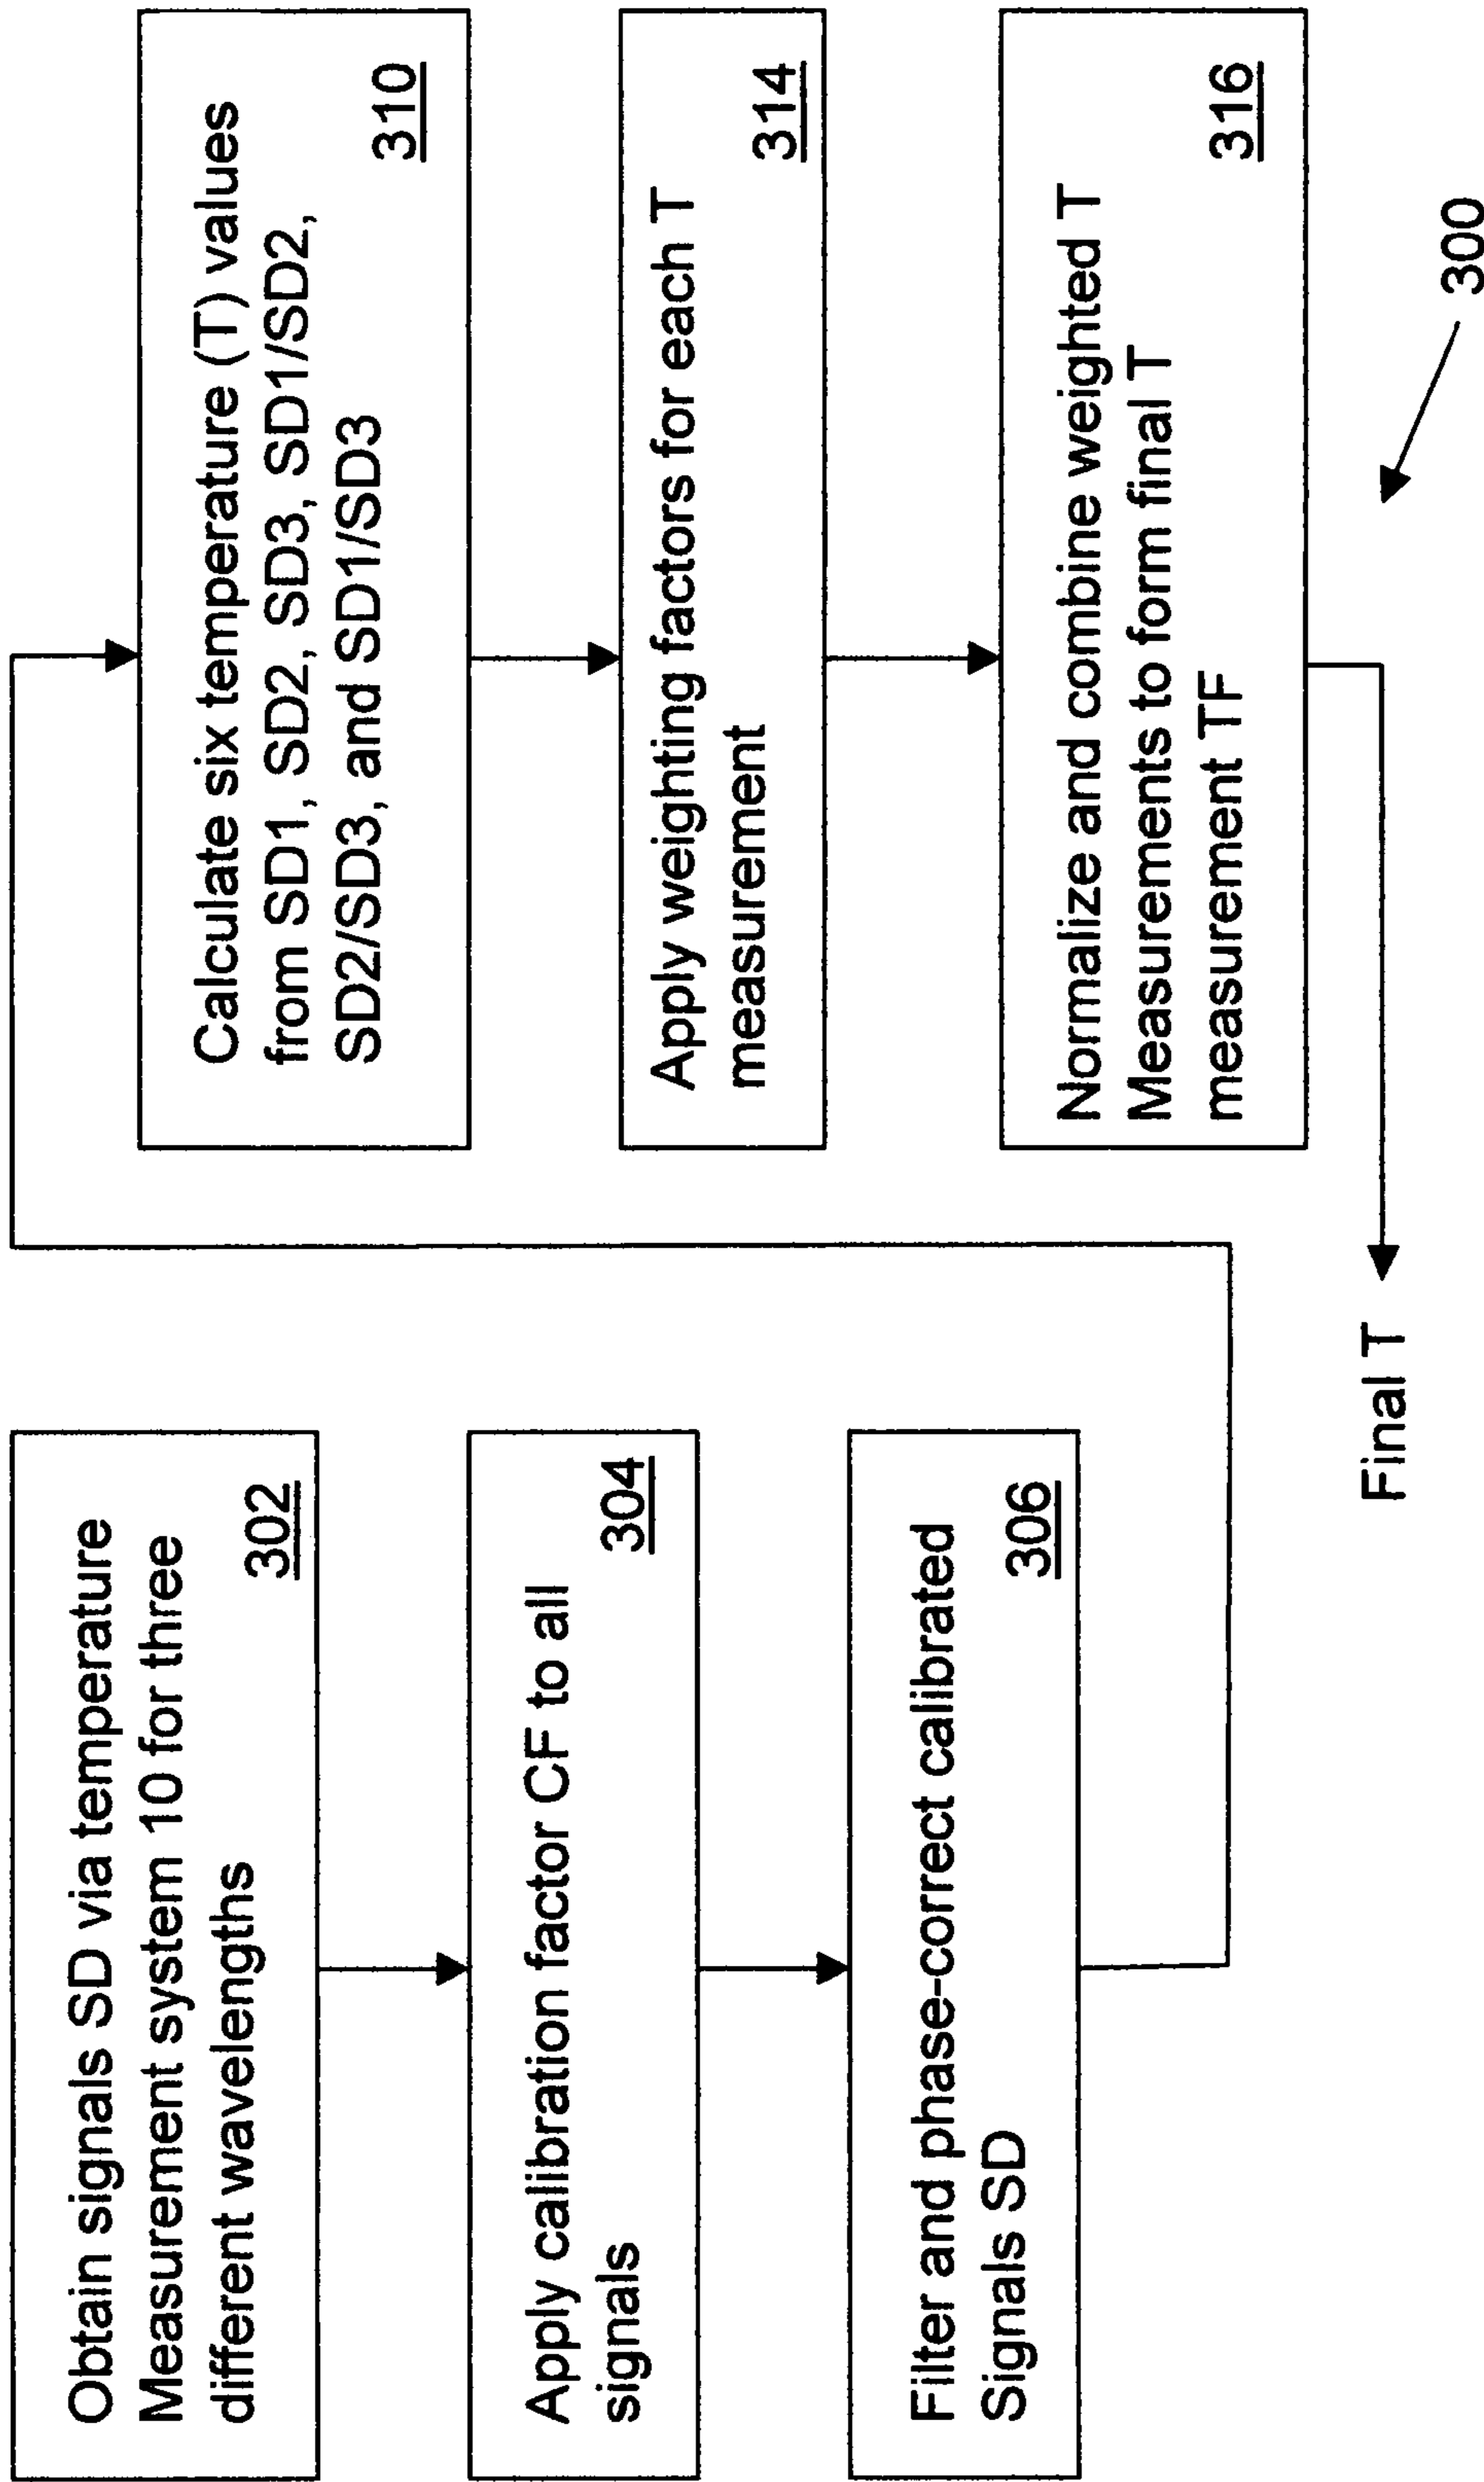 Obtain signals SD via temperature
Measurement system 10 for three
different wavelengths
302
Apply calibration factor CF to all
signals
304
Filter and phase-correct calibrated
Signals SD
306
Calculate six temperature (T) values
from SD1, SD2, SD3, SD1/SD2,
SD2/SD3, and SD1/SD3
310
Apply weighting factors for each T
measurement
314
Normalize and combine weighted T
Measurements to form final T
measurement TF
316
Final T
300